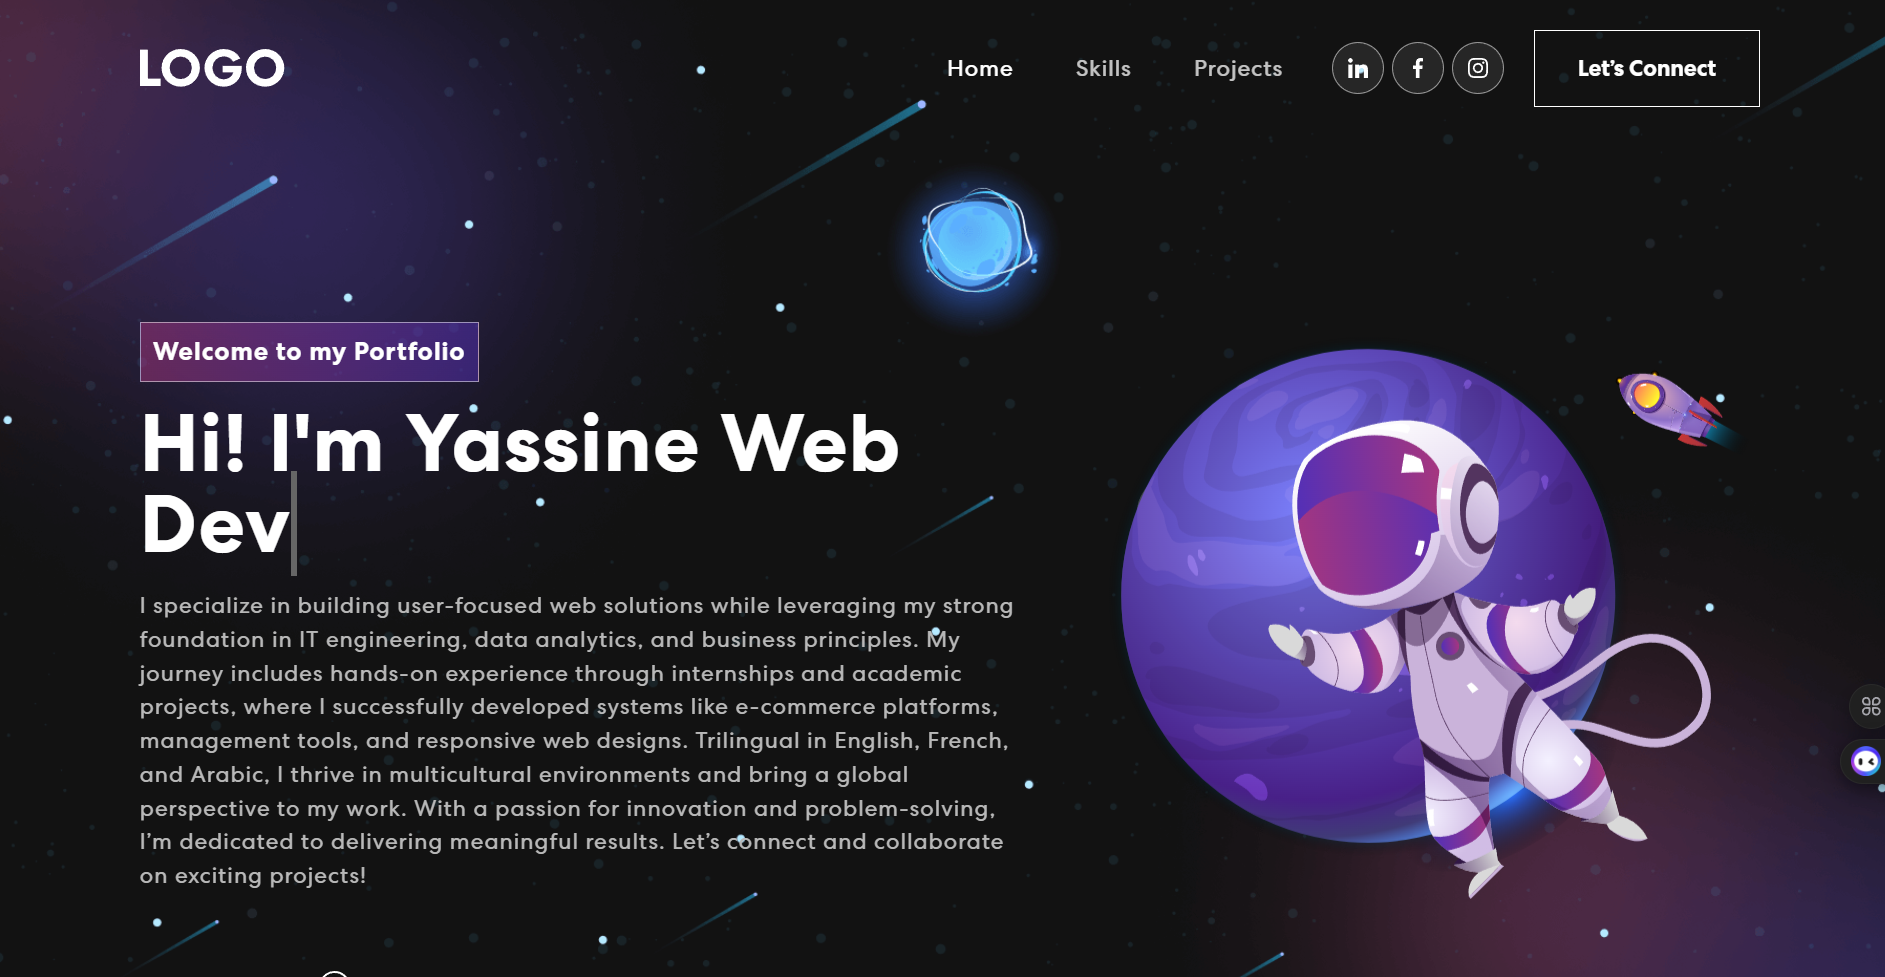 LOGO
Home
Skills
Projects
in
f
Let’s Connect
Welcome to my Portfolio
Hi! I'm Yassine Web
Dev
I specialize in building user-focused web solutions while leveraging my strong
foundation in IT engineering, data analytics, and business principles. My
journey includes hands-on experience through internships and academic
projects, where I successfully developed systems like e-commerce platforms,
management tools, and responsive web designs. Trilingual in English, French,
and Arabic, I thrive in multicultural environments and bring a global
perspective to my work. With a passion for innovation and problem-solving,
I’m dedicated to delivering meaningful results. Let’s connect and collaborate
on exciting projects!